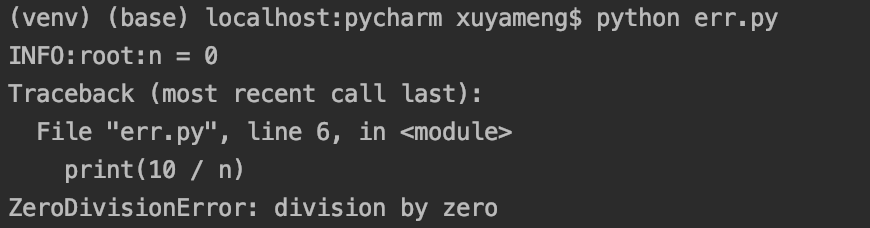 (venv) (base) localhost:pycharm xuyameng$ python err.py
INFO:root:n = 0
Traceback (most recent call last):
  File "err.py", line 6, in <module>
    print(10 / n)
ZeroDivisionError: division by zero